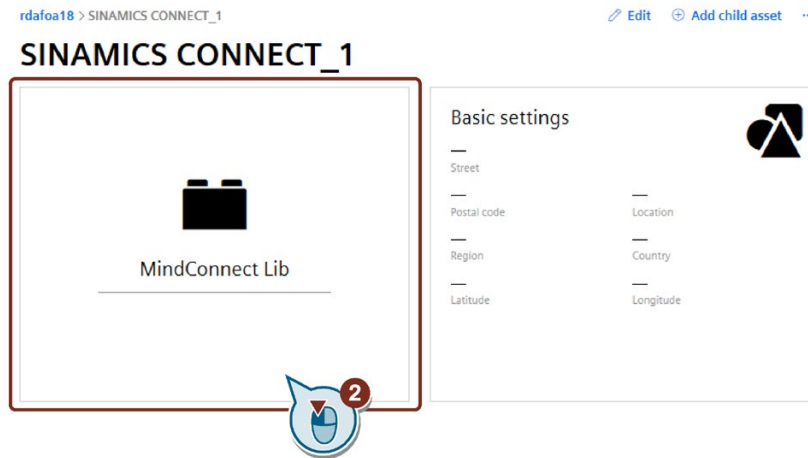 rdafoa18 > SINAMICS CONNECT_1
Edit
Add child asset
SINAMICS CONNECT_1
MindConnect Lib
2
Basic settings
—
Street
—
—
Postal code
Location
—
—
Region
Country
—
—
Latitude
Longitude